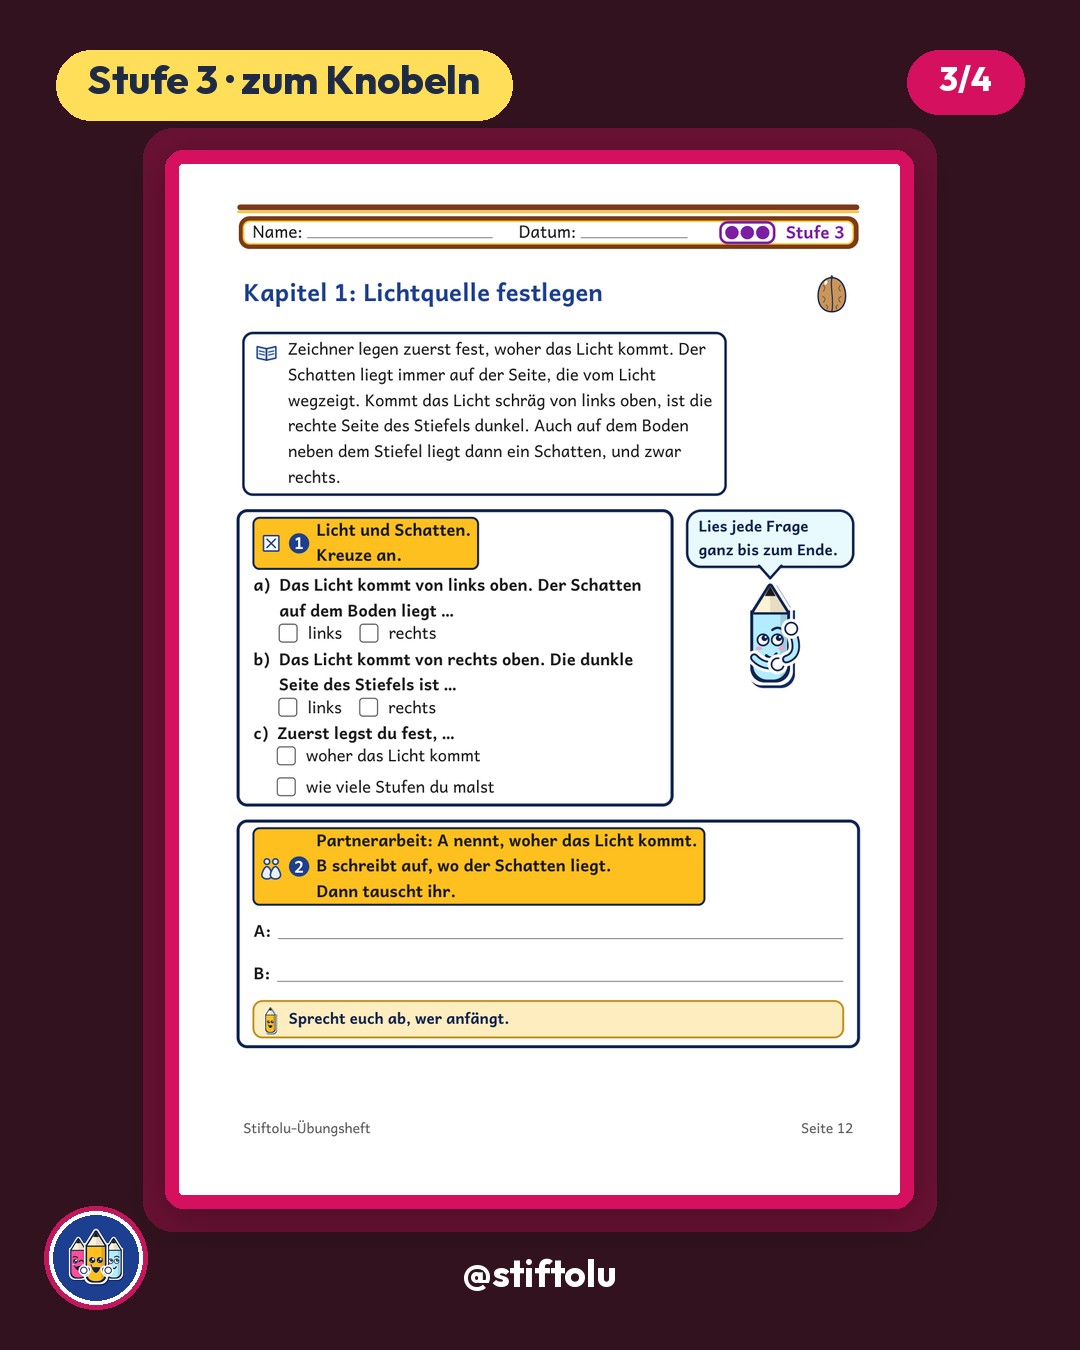 Stufe 3 · zum Knobeln
3/4
Name: Datum: Stufe 3
Kapitel 1: Lichtquelle festlegen
Zeichner legen zuerst fest, woher das Licht kommt. Der
Schatten liegt immer auf der Seite, die vom Licht
wegzeigt. Kommt das Licht schräg von links oben, ist die
rechte Seite des Stiefels dunkel. Auch auf dem Boden
neben dem Stiefel liegt dann ein Schatten, und zwar
rechts.
1 Licht und Schatten.
Kreuze an.
Lies jede Frage
ganz bis zum Ende.
a) Das Licht kommt von links oben. Der Schatten
auf dem Boden liegt ...
links rechts
b) Das Licht kommt von rechts oben. Die dunkle
Seite des Stiefels ist ...
links rechts
c) Zuerst legst du fest, ...
woher das Licht kommt
wie viele Stufen du malst
Partnerarbeit: A nennt, woher das Licht kommt.
2 B schreibt auf, wo der Schatten liegt.
Dann tauscht ihr.
A:
B:
Sprecht euch ab, wer anfängt.
Stiftolu-Übungsheft Seite 12
@stiftolu